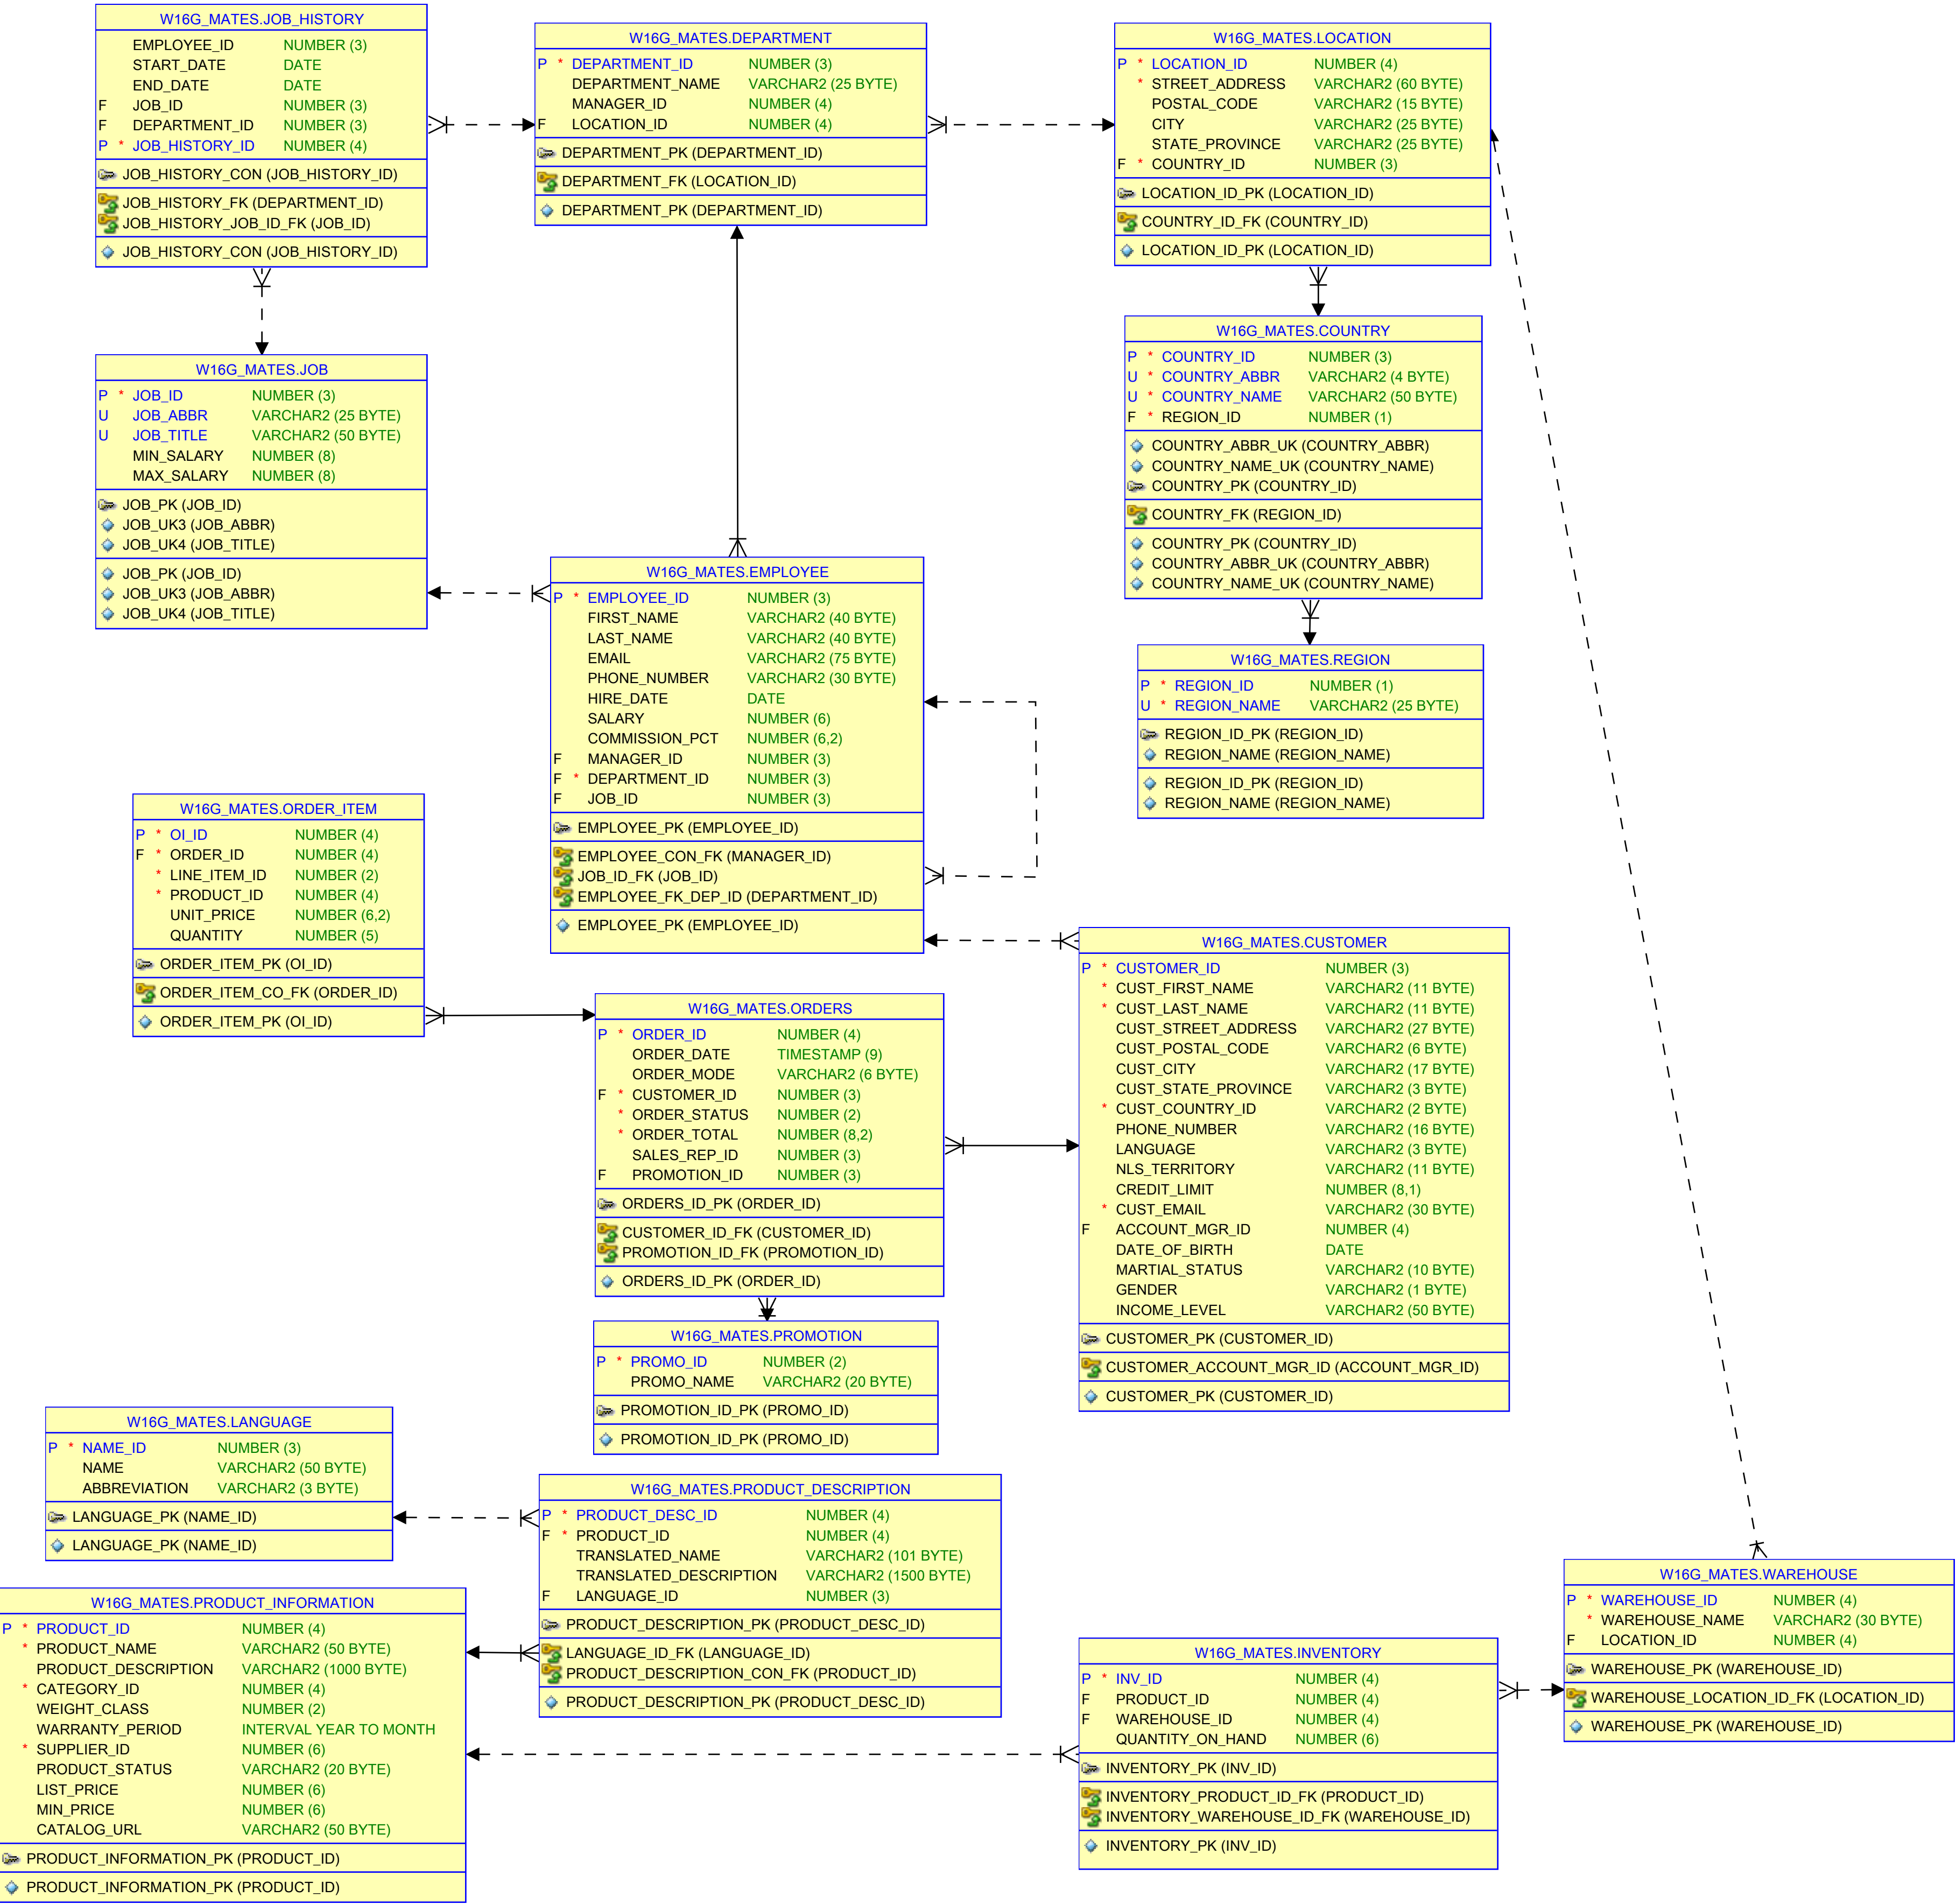 W16G_MATES.JOB_HISTORY
EMPLOYEE_ID NUMBER (3)
START_DATE DATE
END_DATE DATE
F JOB_ID NUMBER (3)
F DEPARTMENT_ID NUMBER (3)
P * JOB_HISTORY_ID NUMBER (4)
JOB_HISTORY_CON (JOB_HISTORY_ID)
JOB_HISTORY_FK (DEPARTMENT_ID)
JOB_HISTORY_JOB_ID_FK (JOB_ID)
JOB_HISTORY_CON (JOB_HISTORY_ID)
W16G_MATES.DEPARTMENT
P * DEPARTMENT_ID NUMBER (3)
DEPARTMENT_NAME VARCHAR2 (25 BYTE)
MANAGER_ID NUMBER (4)
F LOCATION_ID NUMBER (4)
DEPARTMENT_PK (DEPARTMENT_ID)
DEPARTMENT_FK (LOCATION_ID)
DEPARTMENT_PK (DEPARTMENT_ID)
W16G_MATES.LOCATION
P * LOCATION_ID NUMBER (4)
* STREET_ADDRESS VARCHAR2 (60 BYTE)
POSTAL_CODE VARCHAR2 (15 BYTE)
CITY VARCHAR2 (25 BYTE)
STATE_PROVINCE VARCHAR2 (25 BYTE)
F * COUNTRY_ID NUMBER (3)
LOCATION_ID_PK (LOCATION_ID)
COUNTRY_ID_FK (COUNTRY_ID)
LOCATION_ID_PK (LOCATION_ID)
W16G_MATES.JOB
P * JOB_ID NUMBER (3)
U JOB_ABBR VARCHAR2 (25 BYTE)
U JOB_TITLE VARCHAR2 (50 BYTE)
MIN_SALARY NUMBER (8)
MAX_SALARY NUMBER (8)
JOB_PK (JOB_ID)
JOB_UK3 (JOB_ABBR)
JOB_UK4 (JOB_TITLE)
JOB_PK (JOB_ID)
JOB_UK3 (JOB_ABBR)
JOB_UK4 (JOB_TITLE)
W16G_MATES.COUNTRY
P * COUNTRY_ID NUMBER (3)
U * COUNTRY_ABBR VARCHAR2 (4 BYTE)
U * COUNTRY_NAME VARCHAR2 (50 BYTE)
F * REGION_ID NUMBER (1)
COUNTRY_ABBR_UK (COUNTRY_ABBR)
COUNTRY_NAME_UK (COUNTRY_NAME)
COUNTRY_PK (COUNTRY_ID)
COUNTRY_FK (REGION_ID)
COUNTRY_PK (COUNTRY_ID)
COUNTRY_ABBR_UK (COUNTRY_ABBR)
COUNTRY_NAME_UK (COUNTRY_NAME)
W16G_MATES.EMPLOYEE
P * EMPLOYEE_ID NUMBER (3)
FIRST_NAME VARCHAR2 (40 BYTE)
LAST_NAME VARCHAR2 (40 BYTE)
EMAIL VARCHAR2 (75 BYTE)
PHONE_NUMBER VARCHAR2 (30 BYTE)
HIRE_DATE DATE
SALARY NUMBER (6)
COMMISSION_PCT NUMBER (6,2)
F MANAGER_ID NUMBER (3)
F * DEPARTMENT_ID NUMBER (3)
F JOB_ID NUMBER (3)
EMPLOYEE_PK (EMPLOYEE_ID)
EMPLOYEE_CON_FK (MANAGER_ID)
JOB_ID_FK (JOB_ID)
EMPLOYEE_FK_DEP_ID (DEPARTMENT_ID)
EMPLOYEE_PK (EMPLOYEE_ID)
W16G_MATES.REGION
P * REGION_ID NUMBER (1)
U * REGION_NAME VARCHAR2 (25 BYTE)
REGION_ID_PK (REGION_ID)
REGION_NAME (REGION_NAME)
REGION_ID_PK (REGION_ID)
REGION_NAME (REGION_NAME)
W16G_MATES.ORDER_ITEM
P * OI_ID NUMBER (4)
F * ORDER_ID NUMBER (4)
* LINE_ITEM_ID NUMBER (2)
* PRODUCT_ID NUMBER (4)
UNIT_PRICE NUMBER (6,2)
QUANTITY NUMBER (5)
ORDER_ITEM_PK (OI_ID)
ORDER_ITEM_CO_FK (ORDER_ID)
ORDER_ITEM_PK (OI_ID)
W16G_MATES.ORDERS
P * ORDER_ID NUMBER (4)
ORDER_DATE TIMESTAMP (9)
ORDER_MODE VARCHAR2 (6 BYTE)
F * CUSTOMER_ID NUMBER (3)
* ORDER_STATUS NUMBER (2)
* ORDER_TOTAL NUMBER (8,2)
SALES_REP_ID NUMBER (3)
F PROMOTION_ID NUMBER (3)
ORDERS_ID_PK (ORDER_ID)
CUSTOMER_ID_FK (CUSTOMER_ID)
PROMOTION_ID_FK (PROMOTION_ID)
ORDERS_ID_PK (ORDER_ID)
W16G_MATES.CUSTOMER
P * CUSTOMER_ID NUMBER (3)
* CUST_FIRST_NAME VARCHAR2 (11 BYTE)
* CUST_LAST_NAME VARCHAR2 (11 BYTE)
CUST_STREET_ADDRESS VARCHAR2 (27 BYTE)
CUST_POSTAL_CODE VARCHAR2 (6 BYTE)
CUST_CITY VARCHAR2 (17 BYTE)
CUST_STATE_PROVINCE VARCHAR2 (3 BYTE)
* CUST_COUNTRY_ID VARCHAR2 (2 BYTE)
PHONE_NUMBER VARCHAR2 (16 BYTE)
LANGUAGE VARCHAR2 (3 BYTE)
NLS_TERRITORY VARCHAR2 (11 BYTE)
CREDIT_LIMIT NUMBER (8,1)
* CUST_EMAIL VARCHAR2 (30 BYTE)
F ACCOUNT_MGR_ID NUMBER (4)
DATE_OF_BIRTH DATE
MARTIAL_STATUS VARCHAR2 (10 BYTE)
GENDER VARCHAR2 (1 BYTE)
INCOME_LEVEL VARCHAR2 (50 BYTE)
CUSTOMER_PK (CUSTOMER_ID)
CUSTOMER_ACCOUNT_MGR_ID (ACCOUNT_MGR_ID)
CUSTOMER_PK (CUSTOMER_ID)
W16G_MATES.PROMOTION
P * PROMO_ID NUMBER (2)
PROMO_NAME VARCHAR2 (20 BYTE)
PROMOTION_ID_PK (PROMO_ID)
PROMOTION_ID_PK (PROMO_ID)
W16G_MATES.LANGUAGE
P * NAME_ID NUMBER (3)
NAME VARCHAR2 (50 BYTE)
ABBREVIATION VARCHAR2 (3 BYTE)
LANGUAGE_PK (NAME_ID)
LANGUAGE_PK (NAME_ID)
W16G_MATES.PRODUCT_DESCRIPTION
P * PRODUCT_DESC_ID NUMBER (4)
F * PRODUCT_ID NUMBER (4)
TRANSLATED_NAME VARCHAR2 (101 BYTE)
TRANSLATED_DESCRIPTION VARCHAR2 (1500 BYTE)
F LANGUAGE_ID NUMBER (3)
PRODUCT_DESCRIPTION_PK (PRODUCT_DESC_ID)
LANGUAGE_ID_FK (LANGUAGE_ID)
PRODUCT_DESCRIPTION_CON_FK (PRODUCT_ID)
PRODUCT_DESCRIPTION_PK (PRODUCT_DESC_ID)
W16G_MATES.PRODUCT_INFORMATION
P * PRODUCT_ID NUMBER (4)
* PRODUCT_NAME VARCHAR2 (50 BYTE)
PRODUCT_DESCRIPTION VARCHAR2 (1000 BYTE)
* CATEGORY_ID NUMBER (4)
WEIGHT_CLASS NUMBER (2)
WARRANTY_PERIOD INTERVAL YEAR TO MONTH
* SUPPLIER_ID NUMBER (6)
PRODUCT_STATUS VARCHAR2 (20 BYTE)
LIST_PRICE NUMBER (6)
MIN_PRICE NUMBER (6)
CATALOG_URL VARCHAR2 (50 BYTE)
PRODUCT_INFORMATION_PK (PRODUCT_ID)
PRODUCT_INFORMATION_PK (PRODUCT_ID)
W16G_MATES.INVENTORY
P * INV_ID NUMBER (4)
F PRODUCT_ID NUMBER (4)
F WAREHOUSE_ID NUMBER (4)
QUANTITY_ON_HAND NUMBER (6)
INVENTORY_PK (INV_ID)
INVENTORY_PRODUCT_ID_FK (PRODUCT_ID)
INVENTORY_WAREHOUSE_ID_FK (WAREHOUSE_ID)
INVENTORY_PK (INV_ID)
W16G_MATES.WAREHOUSE
P * WAREHOUSE_ID NUMBER (4)
* WAREHOUSE_NAME VARCHAR2 (30 BYTE)
F LOCATION_ID NUMBER (4)
WAREHOUSE_PK (WAREHOUSE_ID)
WAREHOUSE_LOCATION_ID_FK (LOCATION_ID)
WAREHOUSE_PK (WAREHOUSE_ID)